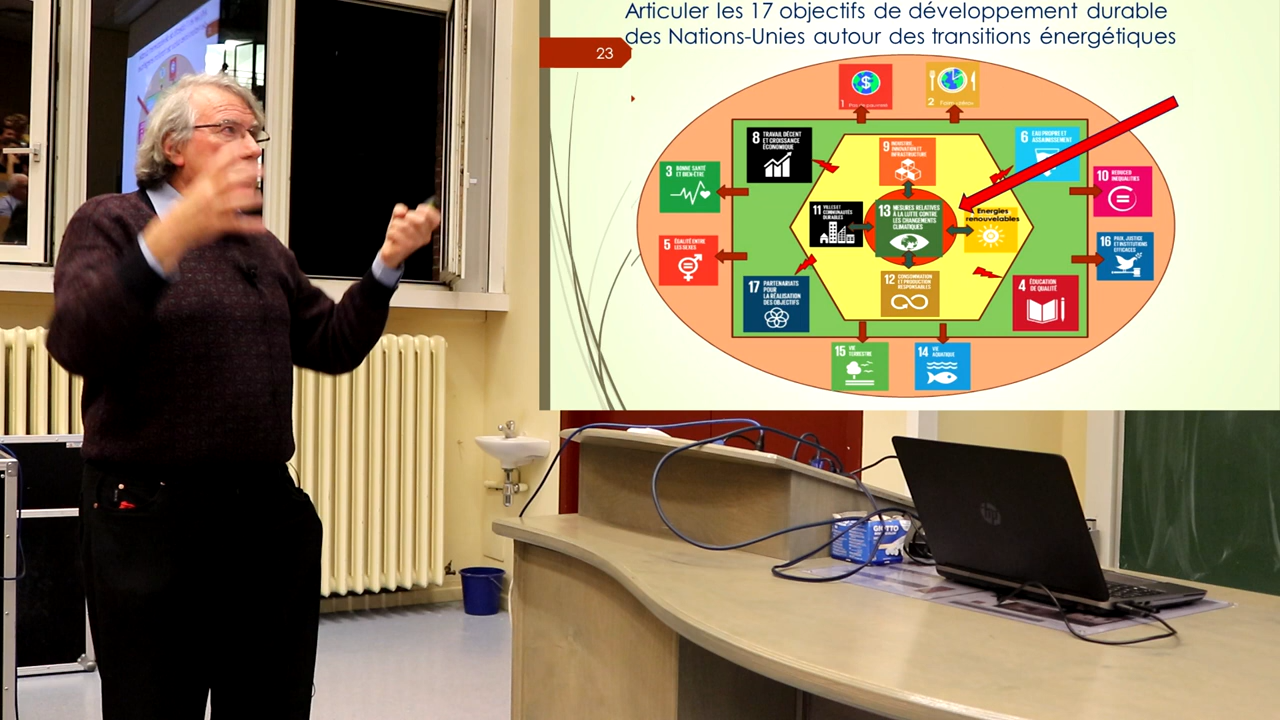 Articuler les 17 objectifs de développement durable
des Nations-Unies autour des transitions énergétiques
23
1
2
8 TRAVAIL DÉCENT
ET CROISSANCE
ÉCONOMIQUE
9 INDUSTRIE,
INNOVATION ET
INFRASTRUCTURE
6 EAU PROPRE ET
ASSAINISSEMENT
3 BONNE SANTÉ
ET BIEN-ÊTRE
10 REDUCED
INEQUALITIES
11 VILLES ET
COMMUNAUTÉS
DURABLES
13 MESURES RELATIVES
À LA LUTTE CONTRE
LES CHANGEMENTS
CLIMATIQUES
Energies
renouvelables
5 ÉGALITÉ ENTRE
LES SEXES
16 PAIX, JUSTICE
ET INSTITUTIONS
EFFICACES
17 PARTENARIATS
POUR
LA RÉALISATION
DES OBJECTIFS
12 CONSOMMATION
ET PRODUCTION
RESPONSABLES
4 ÉDUCATION
DE QUALITÉ
15 VIE
TERRESTRE
14 VIE
AQUATIQUE
GIOTTO
hp